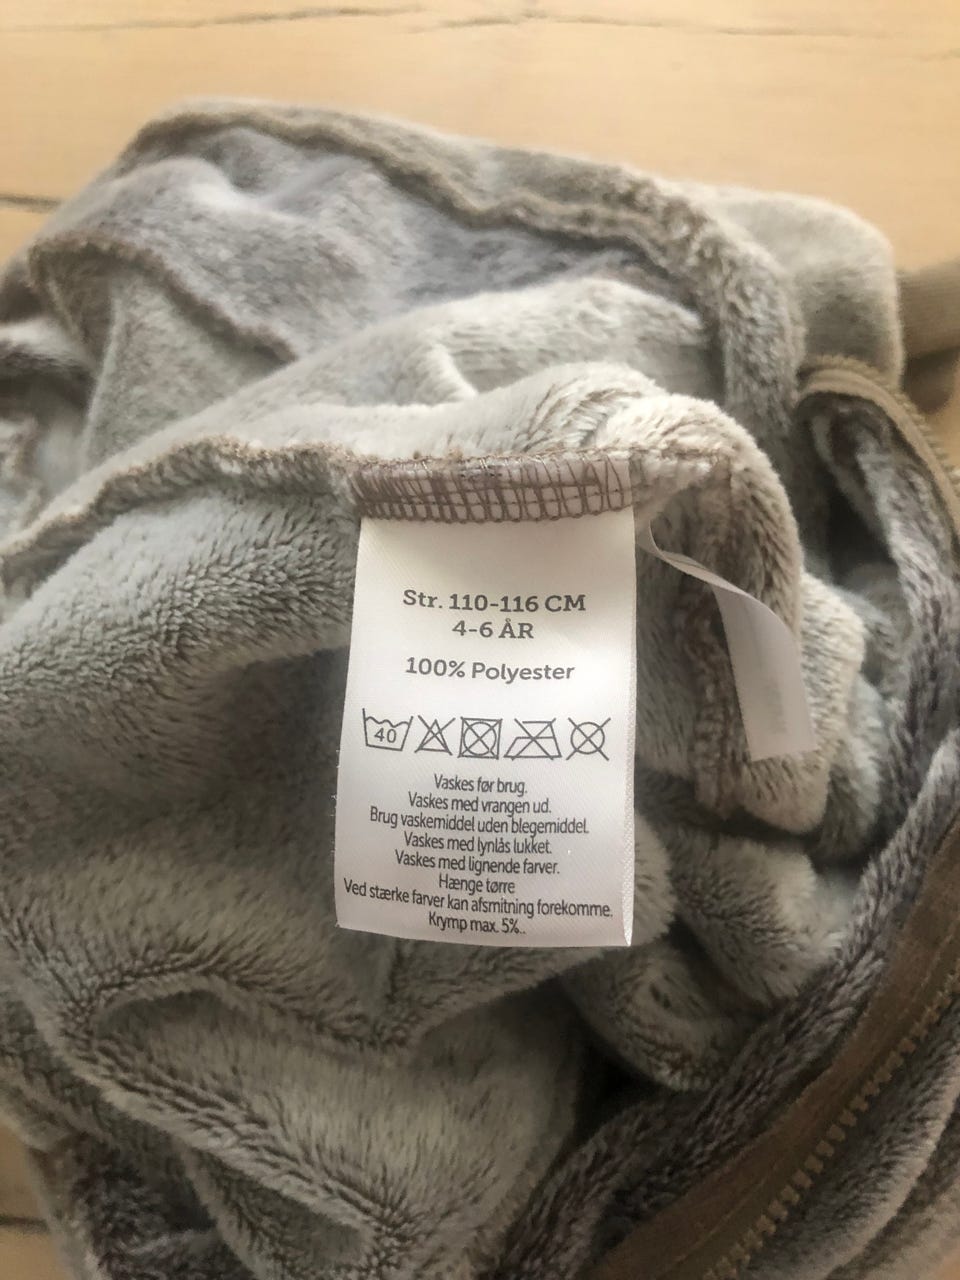 Str. 110-116 CM
4-6 ÅR
100% Polyester
40
Vaskes før brug.
Vaskes med vrangen ud.
Brug vaskemiddel uden blegemiddel.
Vaskes med lynlås lukket.
Vaskes med lignende farver.
Hænge tørre
Ved stærke farver kan afsmitning forekomme.
Krymp max. 5%..